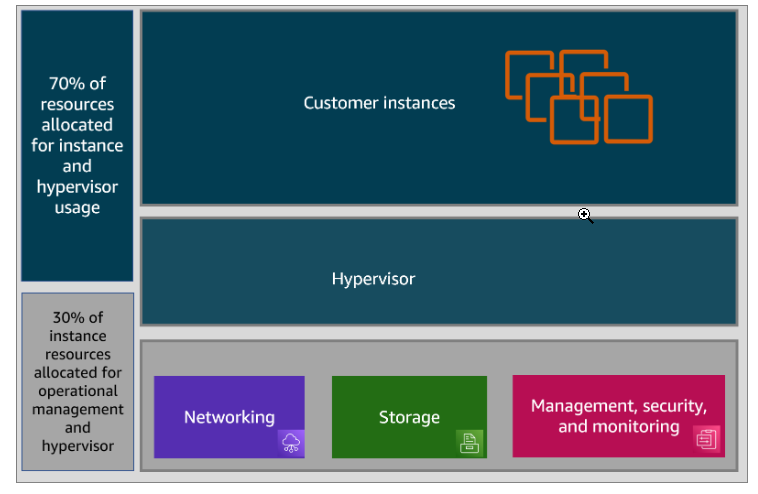 70% of
resources
allocated
for instance
and
hypervisor
usage
Customer instances
Hypervisor
30% of
instance
resources
allocated for
operational
management
and
hypervisor
Networking
Storage
Management, security,
and monitoring